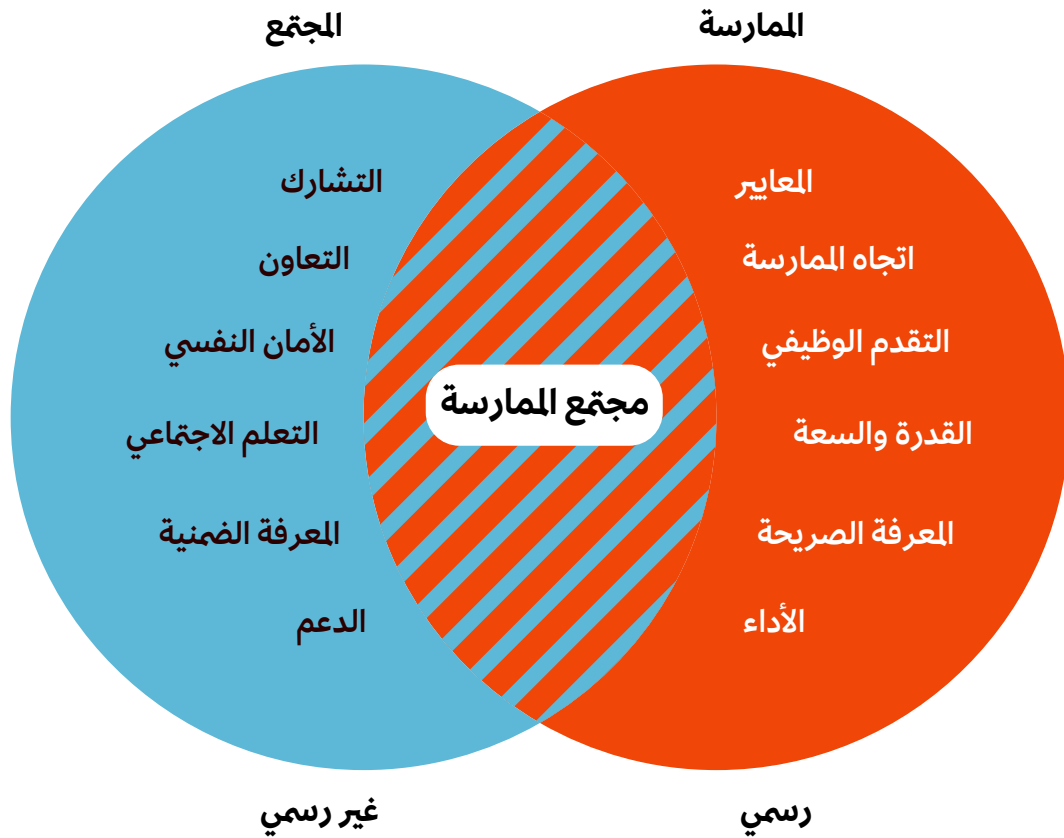 الممارسة
المجتمع
المعايير
اتجاه الممارسة
التقدم الوظيفي
القدرة والسعة
المعرفة الصريحة
الأداء
مجتمع الممارسة
التشارك
التعاون
الأمان النفسي
التعلم الاجتماعي
المعرفة الضمنية
الدعم
رسمي
غير رسمي